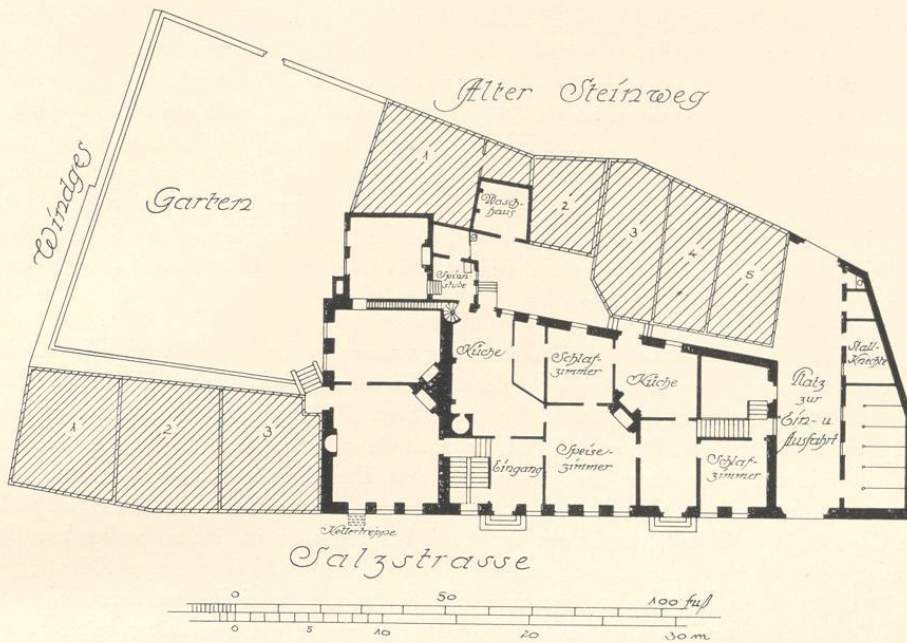 Alter Steinweg
Windges
Garten
1
Wasch-
haus
2
3
4
5
Spinn
stube
Stall-
Knechte
Küche
Schlaf-
zimmer
Küche
Platz
zur
Ein- u
Ausfahrt
1
2
3
Eingang
Speise-
zimmer
Schlaf-
zimmer
Kellertreppe
Salzstrasse
0 50 100 fuß
0 5 10 20 30 m